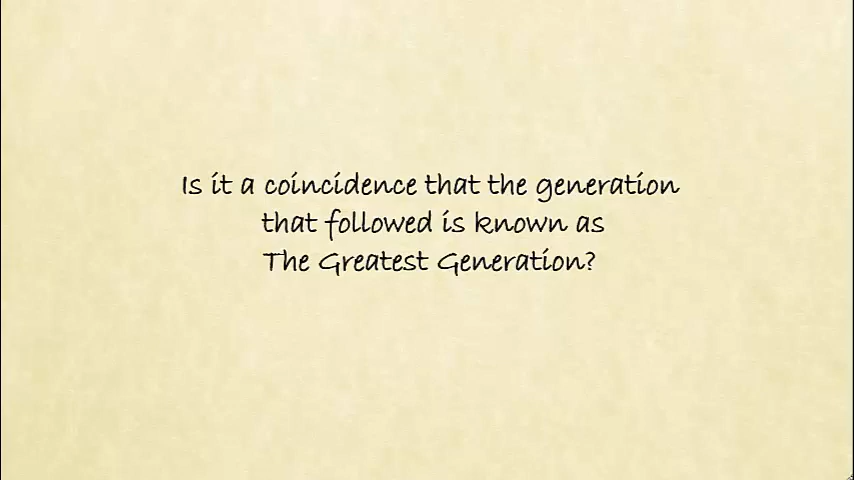 Is it a coincidence that the generation
that followed is known as
The Greatest Generation?